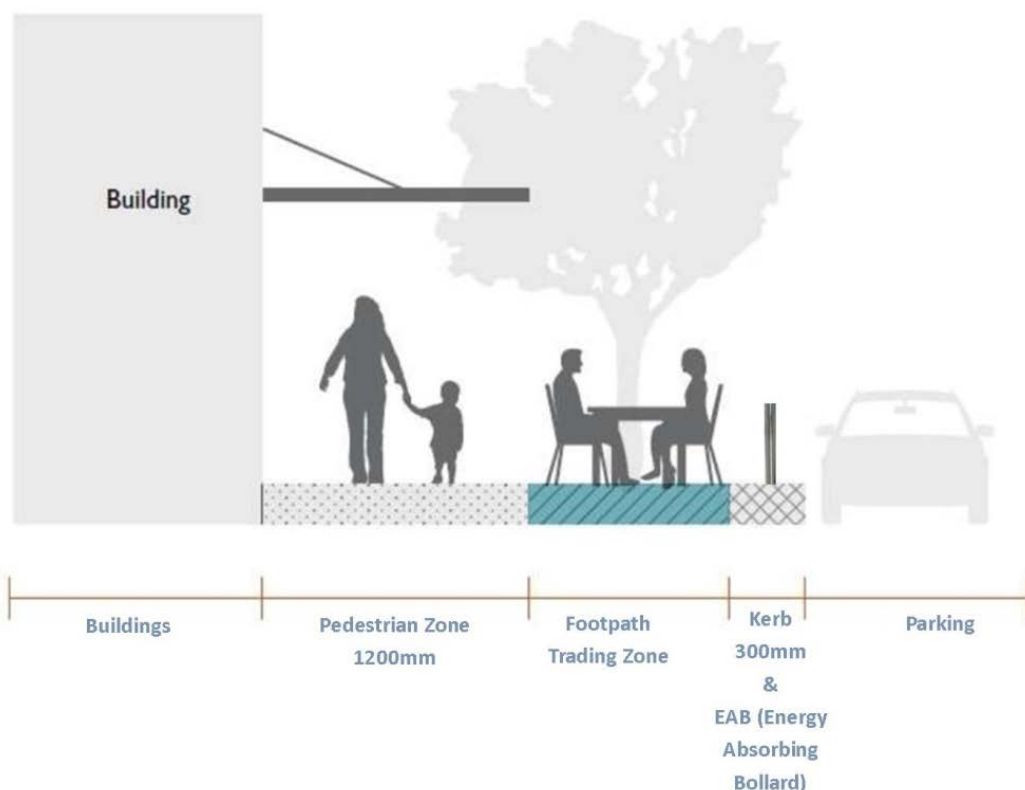 Building
Buildings
Pedestrian Zone
1200mm
Footpath
Trading Zone
Kerb
300mm
&
EAB (Energy
Absorbing
Bollard)
Parking